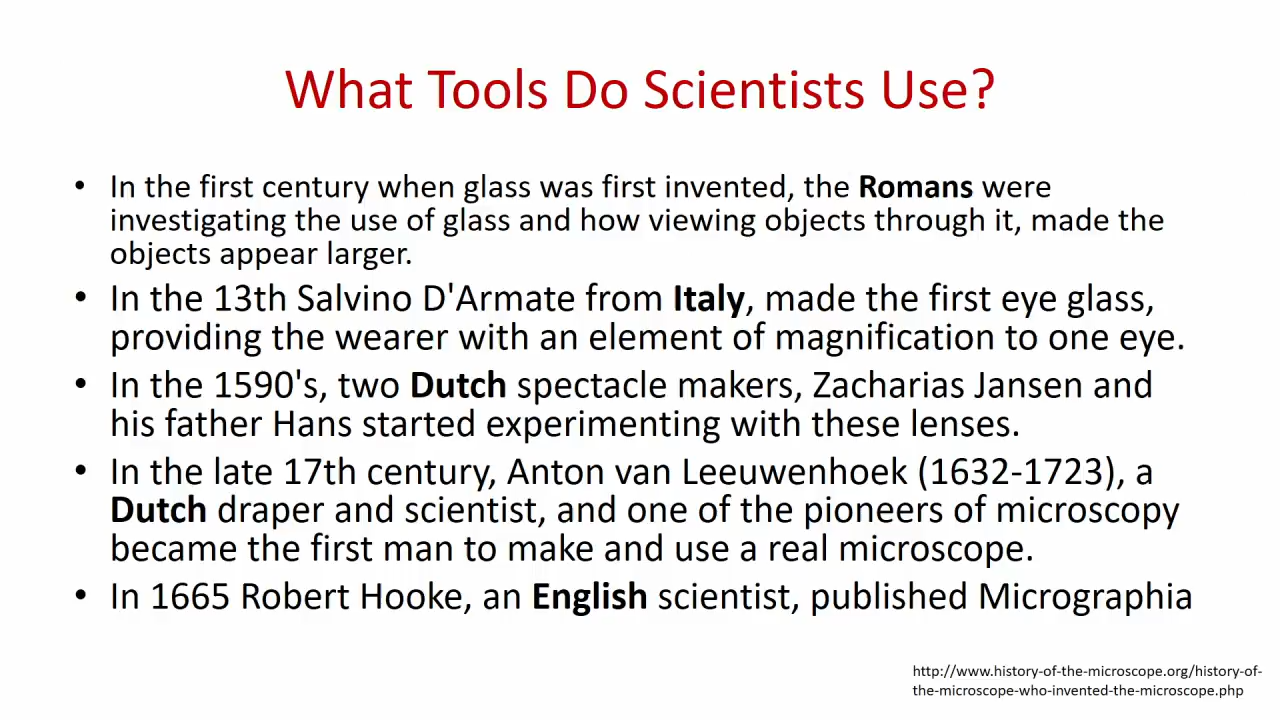 What Tools Do Scientists Use?
• In the first century when glass was first invented, the Romans were
investigating the use of glass and how viewing objects through it, made the
objects appear larger.
• In the 13th Salvino D'Armate from Italy, made the first eye glass,
providing the wearer with an element of magnification to one eye.
• In the 1590's, two Dutch spectacle makers, Zacharias Jansen and
his father Hans started experimenting with these lenses.
• In the late 17th century, Anton van Leeuwenhoek (1632-1723), a
Dutch draper and scientist, and one of the pioneers of microscopy
became the first man to make and use a real microscope.
• In 1665 Robert Hooke, an English scientist, published Micrographia
http://www.history-of-the-microscope.org/history-of-
the-microscope-who-invented-the-microscope.php